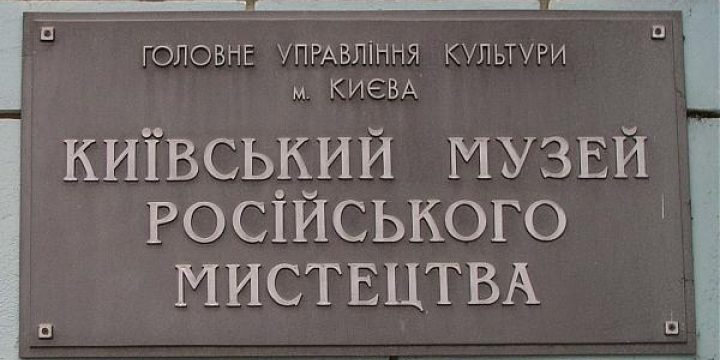 ГОЛОВНЕ УПРАВЛІННЯ КУЛЬТУРИ
м. КИЄВА
КИЇВСЬКИЙ МУЗЕЙ
РОСІЙСЬКОГО
МИСТЕЦТВА